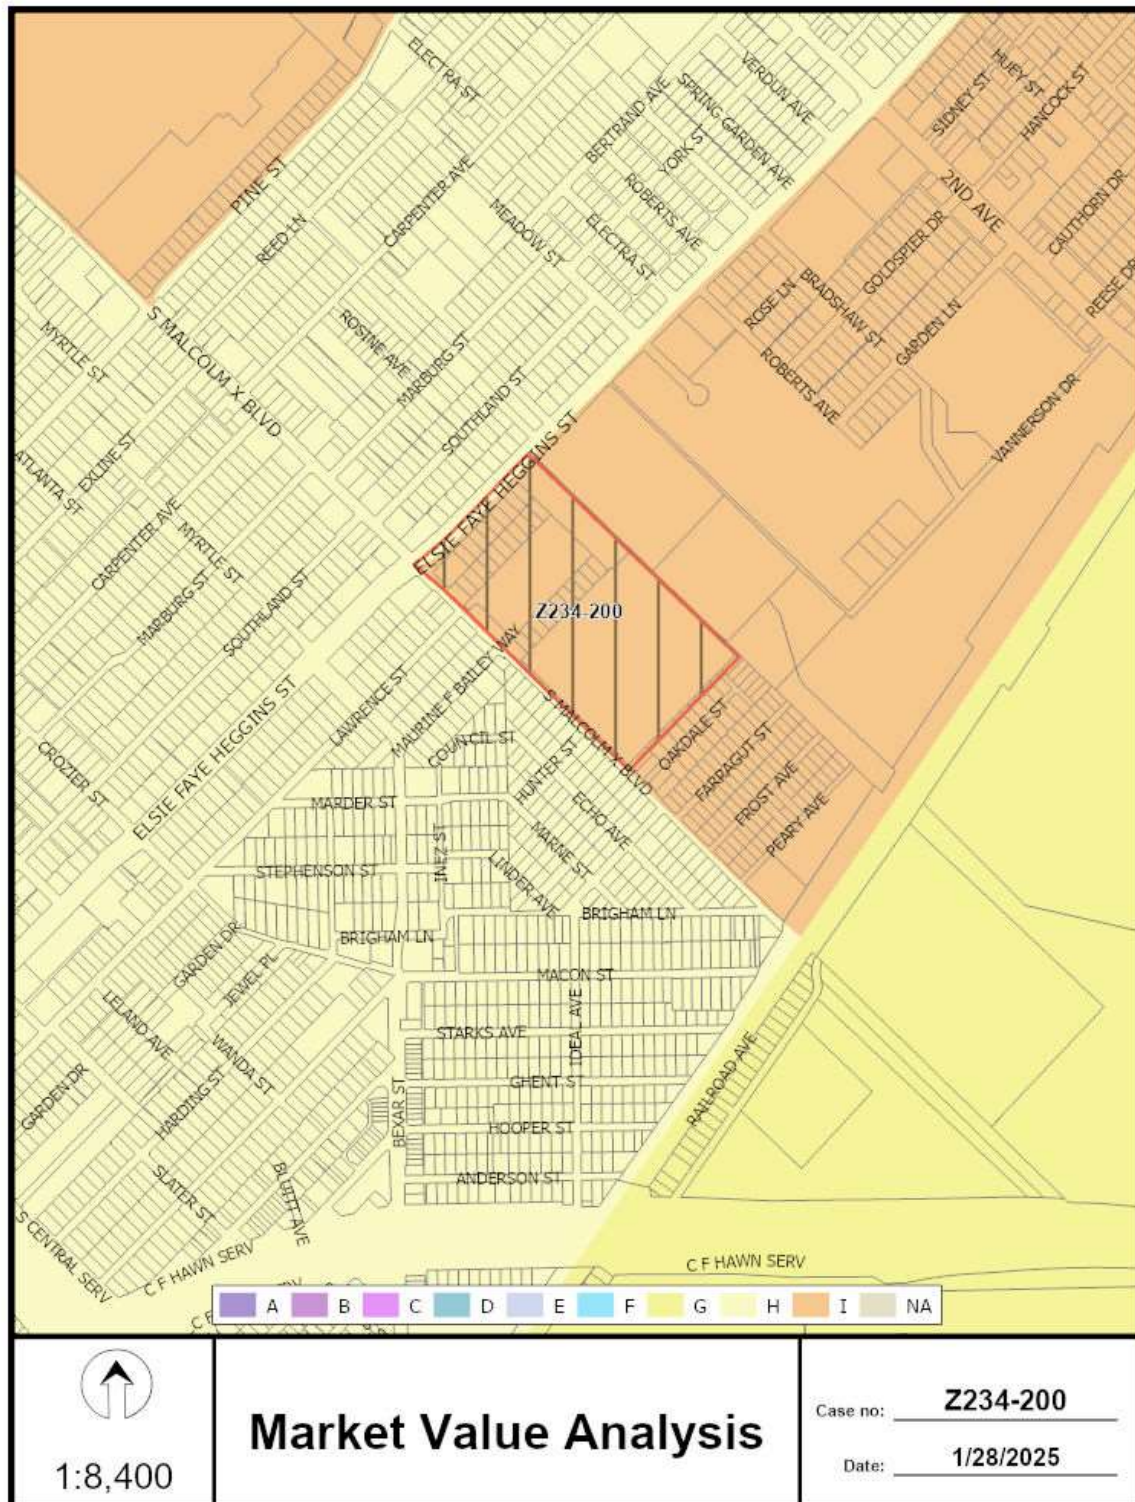 ELECTRA ST
VERDUN AVE
HUEY ST
SIDNEY ST
HANCOCK ST
BERTRAND AVE
SPRING GARDEN AVE
YORK S
PINE ST
REED LN
CARPENTER AVE
MEADOW ST
ROBERTS AVE
ELECTRA ST
2ND AVE
CAUTHORN DR
GOLDSPIER DR
REESE DR
ROSE LN
BRADSHAW ST
GARDEN LN
S MALCOLM X BLVD
MYRTLE ST
ROSINE AVE
MARBURG ST
SOUTHLAND ST
ROBERTS AVE
VANNERSON DR
ATLANTA ST
EXLINE ST
CARPENTER AVE
MYRTLE ST
MARBURG ST
SOUTHLAND ST
ELSIE FAYE HEGGINS ST
Z234-200
LAWRENCE ST
MAURINE F BAILEY WAY
S MALCOLM X BLVD
OAKDALE ST
FARRAGUT ST
FROST AVE
PEARY AVE
CROZIER ST
ELSIE FAYE HEGGINS ST
COUNCIL ST
HUNTER ST
ECHO AVE
MARDER ST
INEZ ST
MARNE ST
LINDER AVE
STEPHENSON ST
BRIGHAM LN
BRIGHAM LN
GARDEN DR
JEWEL PL
MACON ST
LELAND AVE
WANDA ST
STARKS AVE
IDEAL AVE
GARDEN DR
HARDING ST
GHENT ST
BEXAR ST
HOOPER ST
RAILROAD AVE
SLATER ST
BLUITT AVE
ANDERSON ST
S CENTRAL SERV
C F HAWN SERV
C F HAWN SERV
A B C D E F G H I NA
1:8,400
Market Value Analysis
Case no: Z234-200
Date: 1/28/2025